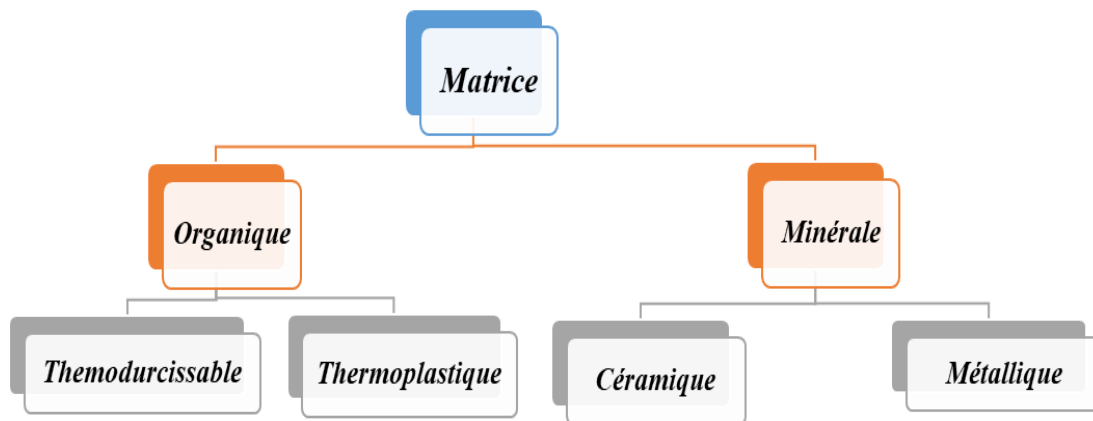 Matrice
Organique
Minérale
Themodurcissable
Thermoplastique
Céramique
Métallique